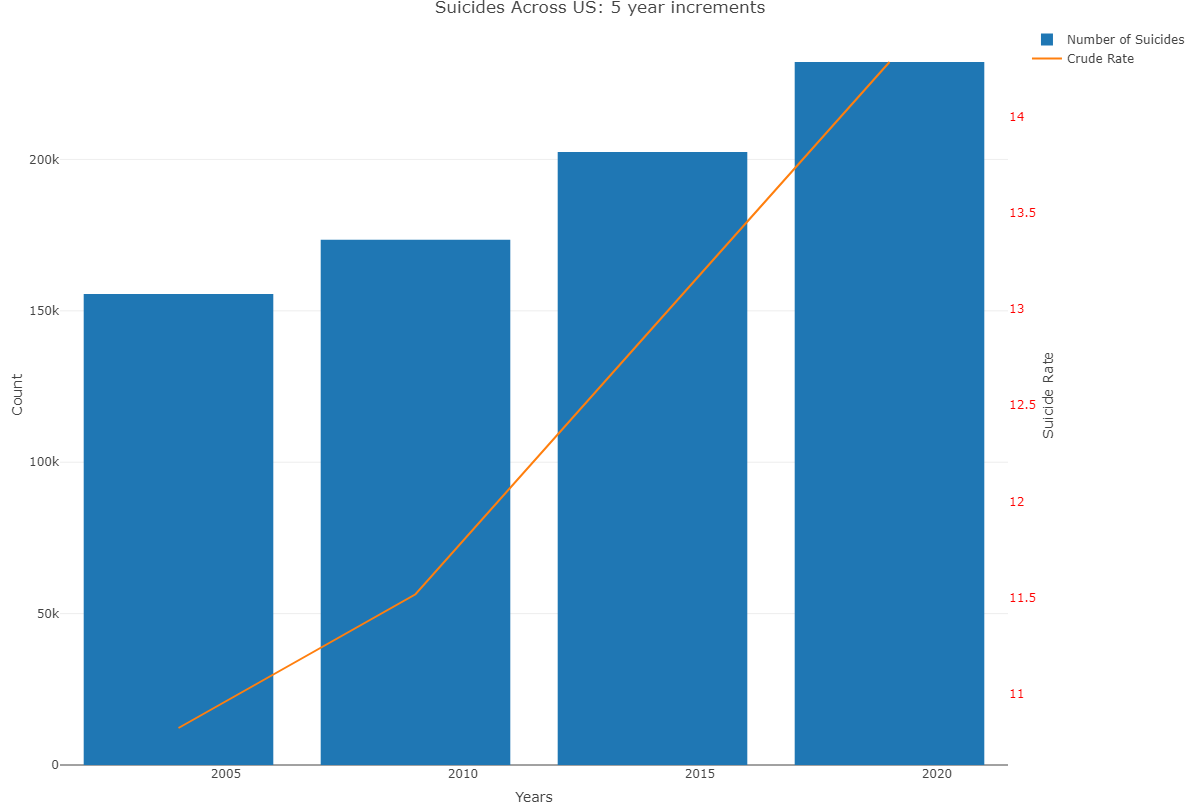 Suicides Across US: 5 year increments
Number of Suicides
Crude Rate
200k
150k
100k
50k
0
Count
14
13.5
13
12.5
12
11.5
11
Suicide Rate
2005
2010
2015
2020
Years